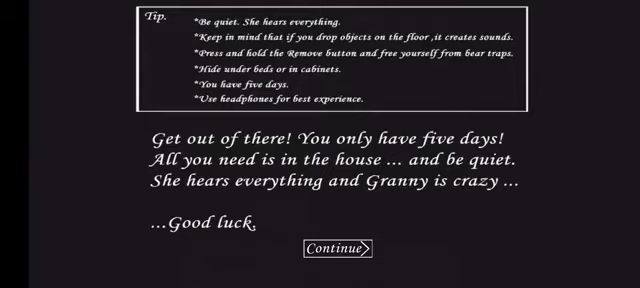 Tip.
*Be quiet. She hears everything.
*Keep in mind that if you drop objects on the floor ,it creates sounds.
*Press and hold the Remove button and free yourself from bear traps.
*Hide under beds or in cabinets.
*You have five days.
*Use headphones for best experience.
Get out of there! You only have five days!
All you need is in the house ... and be quiet.
She hears everything and Granny is crazy ...
...Good luck.
Continue